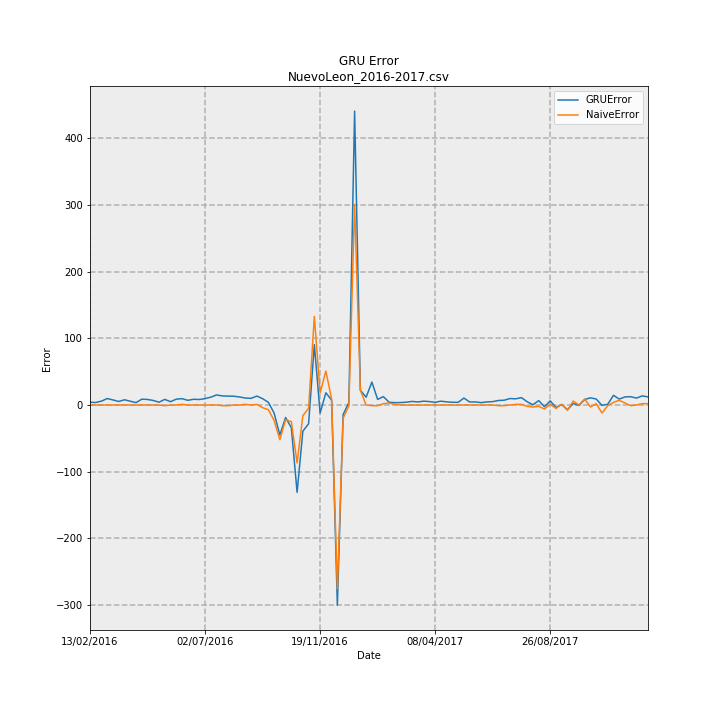 GRU Error
NuevoLeon_2016-2017.csv
GRUError
NaiveError
400
300
200
100
0
−100
−200
−300
Error
13/02/2016
02/07/2016
19/11/2016
08/04/2017
26/08/2017
Date